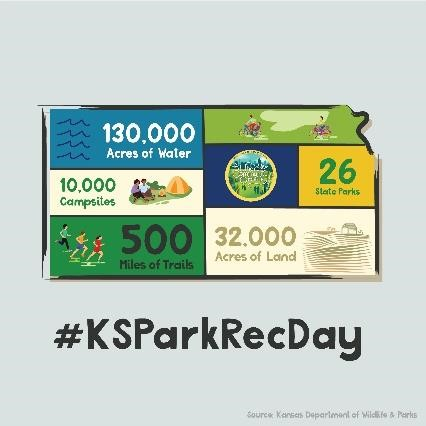 130,000
Acres of Water
10,000
Campsites
26
State Parks
500
Miles of Trails
32,000
Acres of Land
#KSParkRecDay
Source: Kansas Department of Wildlife & Parks